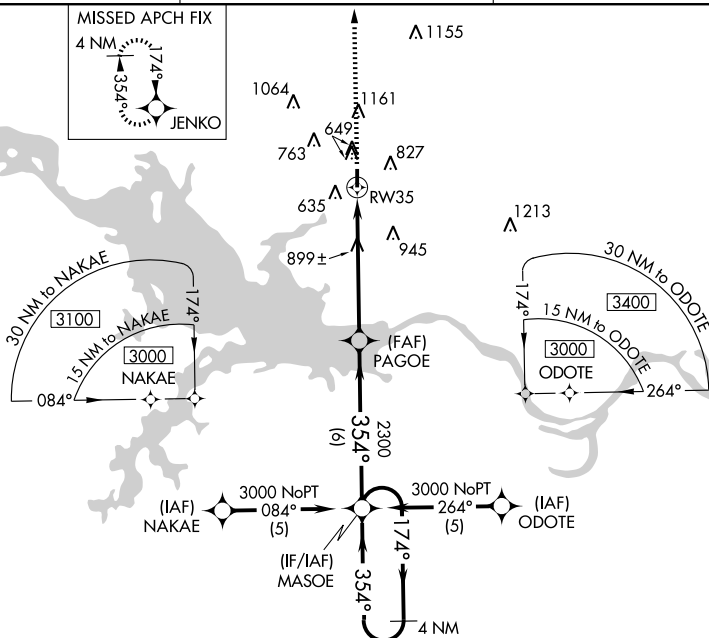 MISSED APCH FIX
4 NM
174°
354°
JENKO
1155
1064
1161
649
763
827
635
RW35
1213
945
899±
30 NM to NAKAE
3100
174°
15 NM to NAKAE
3000
NAKAE
084°
30 NM to ODOTE
3400
174°
15 NM to ODOTE
3000
ODOTE
264°
(FAF)
PAGOE
2300
354°
(6)
(IAF)
NAKAE
3000 NoPT
084°
(5)
3000 NoPT
264°
(5)
(IAF)
ODOTE
(IF/IAF)
MASOE
174°
354°
4 NM